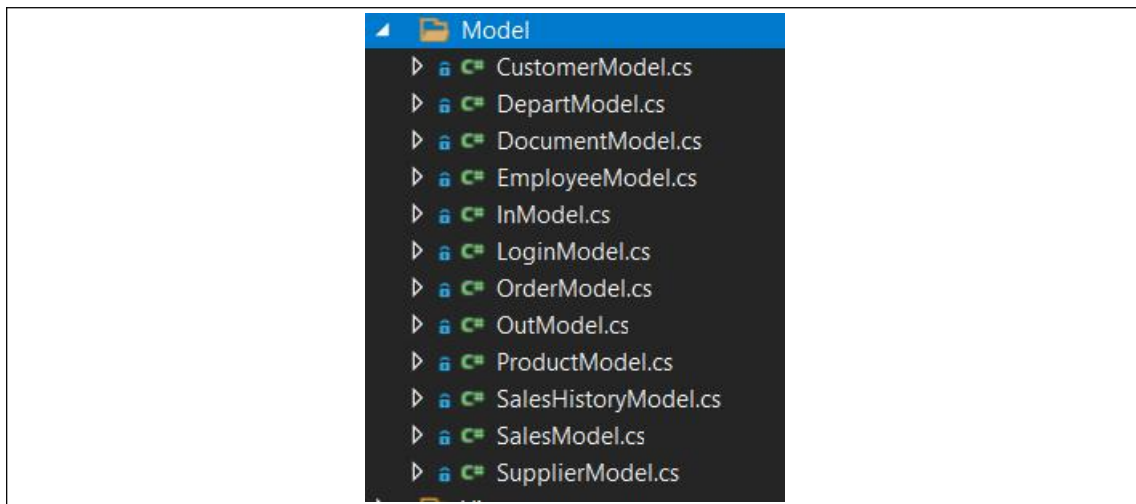 Model
C# CustomerModel.cs
C# DepartModel.cs
C# DocumentModel.cs
C# EmployeeModel.cs
C# InModel.cs
C# LoginModel.cs
C# OrderModel.cs
C# OutModel.cs
C# ProductModel.cs
C# SalesHistoryModel.cs
C# SalesModel.cs
C# SupplierModel.cs